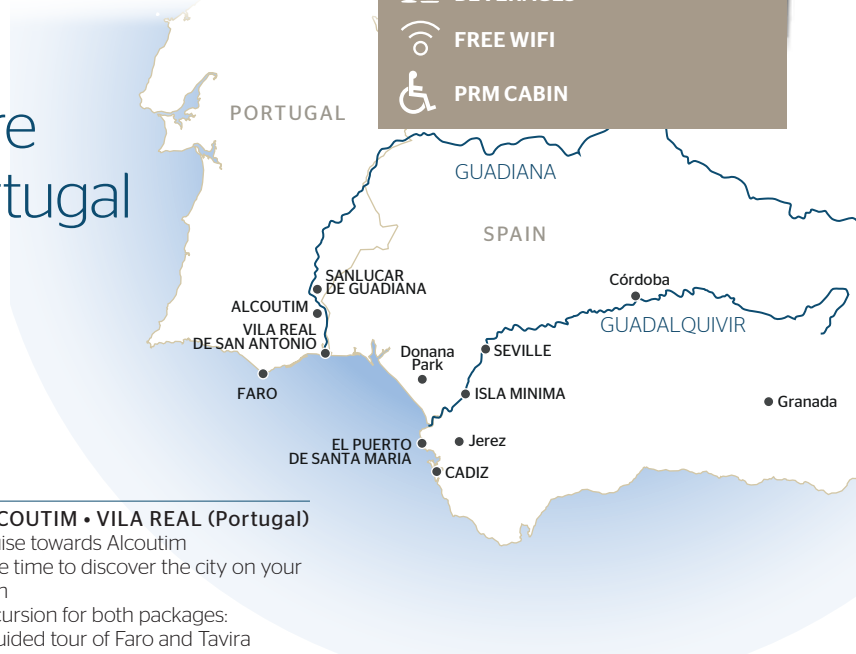 BEVERAGES
FREE WIFI
PRM CABIN
re
rtugal
PORTUGAL
GUADIANA
SPAIN
SANLUCAR
DE GUADIANA
ALCOUTIM
VILA REAL
DE SAN ANTONIO
FARO
Córdoba
GUADALQUIVIR
Donana
Park
SEVILLE
ISLA MINIMA
Granada
EL PUERTO
DE SANTA MARIA
Jerez
CADIZ
COUTIM • VILA REAL (Portugal)
ise towards Alcoutim
e time to discover the city on your
n
cursion for both packages:
uided tour of Faro and Tavira